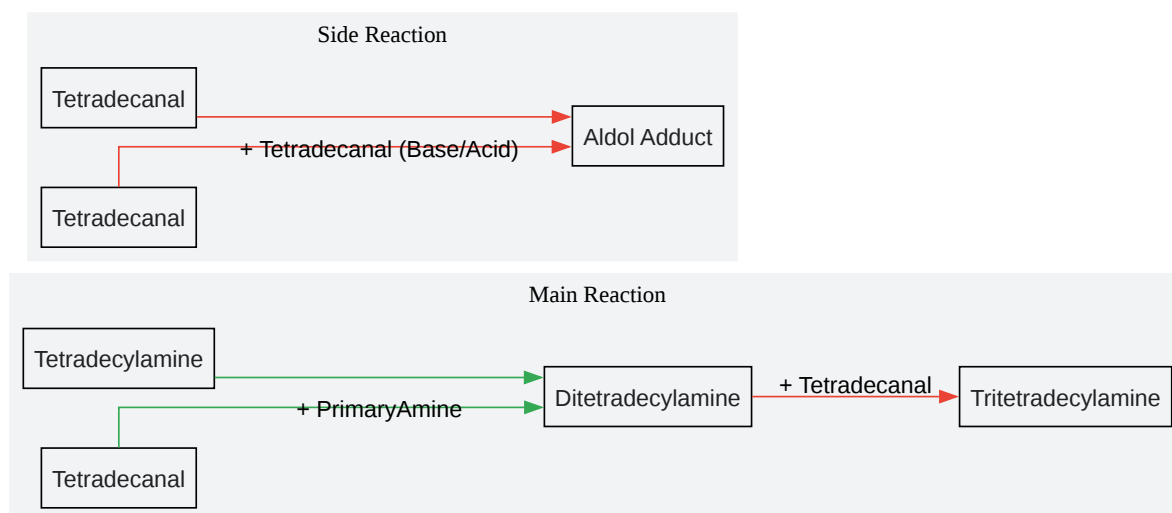 Side Reaction
Tetradecanal
+ Tetradecanal (Base/Acid)
Aldol Adduct
Tetradecanal
Main Reaction
Tetradecylamine
+ PrimaryAmine
Ditetradecylamine
+ Tetradecanal
Tritetradecylamine
Tetradecanal